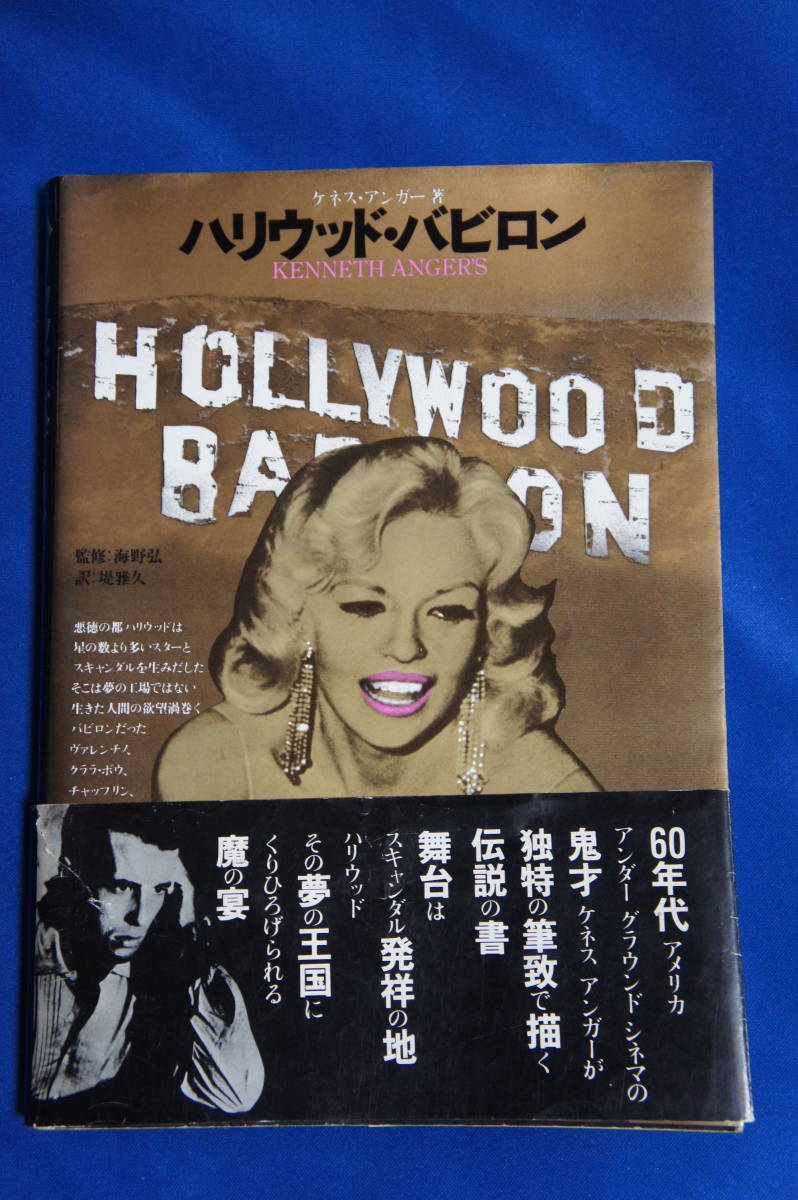 ケネス・アンガー著
ハリウッド・バビロン
KENNETH ANGER'S
HOLLYWOOD
BA ON
監修:海野弘
訳:堤雅久
悪徳の都ハリウッドは
星の数より多いスターと
スキャンダルを生みだした
そこは夢の工場ではない
生きた人間の欲望渦巻く
バビロンだった
ヴァレンチノ、
クララ・ボウ、
チャップリン、
60年代アメリカ
アンダーグラウンドシネマの
鬼才ケネス、アンガーが
独特の筆致で描く
伝説の書
舞台は
スキャンダル発祥の地
ハリウッド
その夢の王国に
くりひろげられる
魔の宴